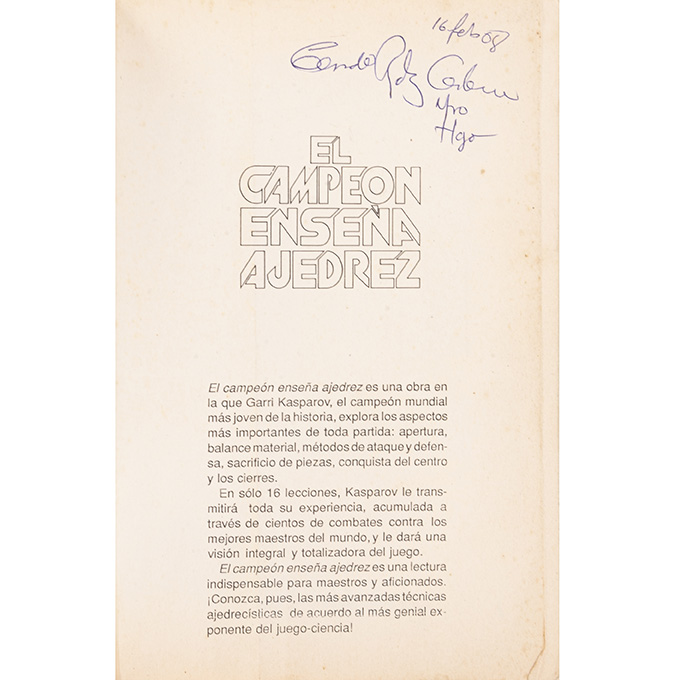 16 feb 08
Hgo
EL
CAMPEON
ENSEÑA
AJEDREZ
El campeón enseña ajedrez es una obra en
la que Garri Kasparov, el campeón mundial
más joven de la historia, explora los aspectos
más importantes de toda partida: apertura,
balance material, métodos de ataque y defen-
sa, sacrificio de piezas, conquista del centro
y los cierres.
En sólo 16 lecciones, Kasparov le trans-
mitirá toda su experiencia, acumulada a
través de cientos de combates contra los
mejores maestros del mundo, y le dará una
visión integral y totalizadora del juego.
El campeón enseña ajedrez es una lectura
indispensable para maestros y aficionados.
¡Conozca, pues, las más avanzadas técnicas
ajedrecísticas de acuerdo al más genial ex-
ponente del juego-ciencia!